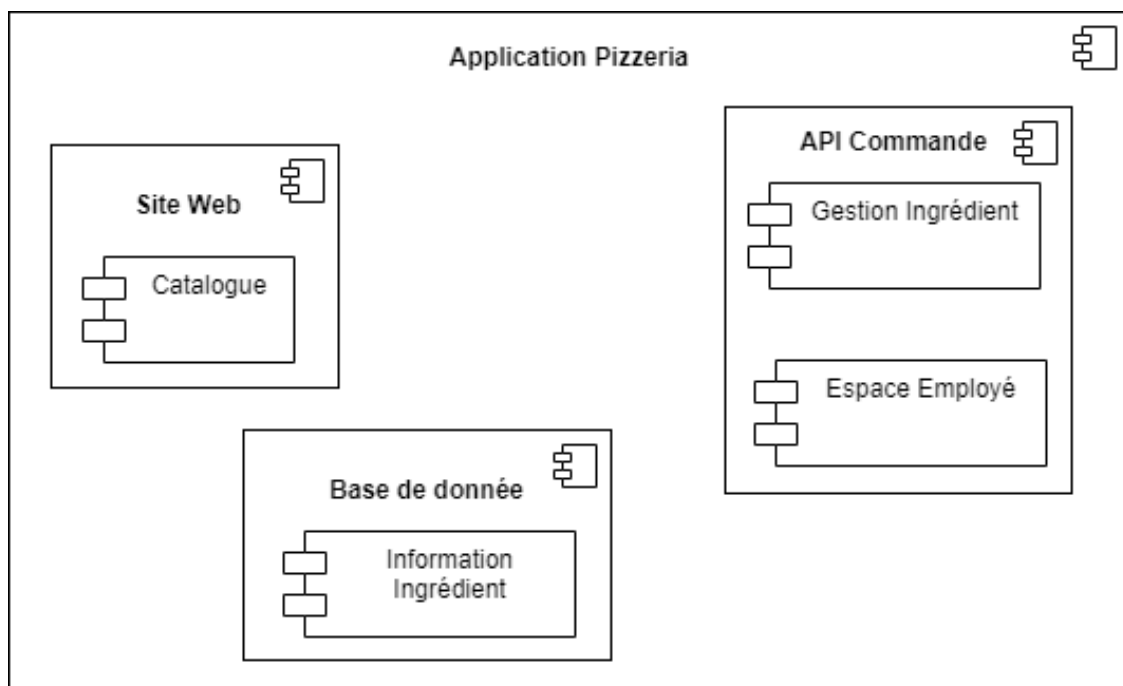 Application Pizzeria
Site Web
Catalogue
API Commande
Gestion Ingrédient
Espace Employé
Base de donnée
Information
Ingrédient